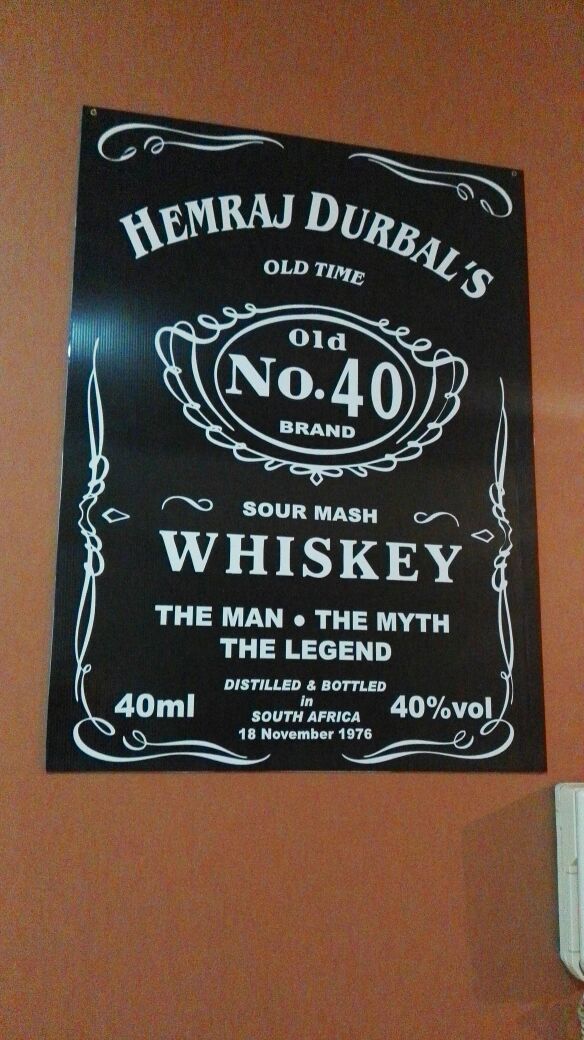 HEMRAJ DURBAL'S
OLD TIME
Old
No.40
BRAND
SOUR MASH
WHISKEY
THE MAN • THE MYTH
THE LEGEND
40ml
DISTILLED & BOTTLED
in
SOUTH AFRICA
18 November 1976
40%vol